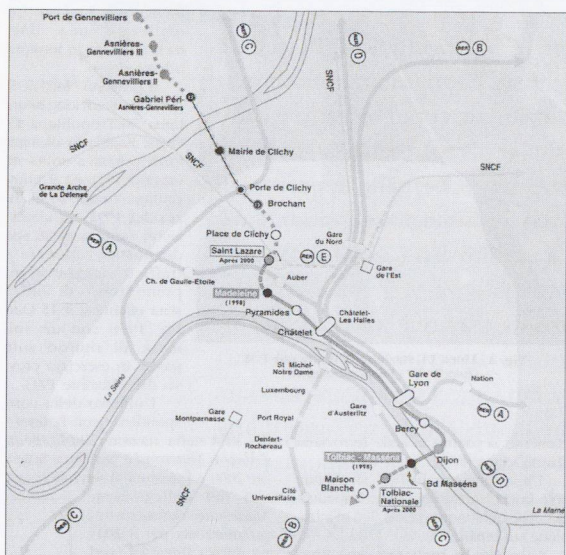 Port de Gennevilliers
Asnières-
Gennevilliers III
Asnières-
Gennevilliers II
Gabriel Péri-
Asnières-Gennevilliers
RER C
RER D
RER B
SNCF
SNCF
SNCF
SNCF
Mairie de Clichy
Porte de Clichy
Brochant
Grande Arche
de La Défense
RER A
Place de Clichy
Gare
du Nord
Saint Lazare
Après 2000
RER E
Gare
de l'Est
Auber
Ch. de Gaulle-Etoile
Madeleine
(1998)
Pyramides
Châtelet-
Les Halles
Châtelet
St Michel-
Notre Dame
Gare de
Lyon
Nation
Luxembourg
La Seine
Gare
Montparnasse
Port Royal
Gare
d'Austerlitz
RER A
Bercy
Denfert-
Rochereau
Tolbiac - Masséna
(1998)
Dijon
Maison
Blanche
RER D
Bd Masséna
Cité
Universitaire
Tolbiac-
Nationale
Après 2000
SNCF
La Marne
RER C
RER B
RER C